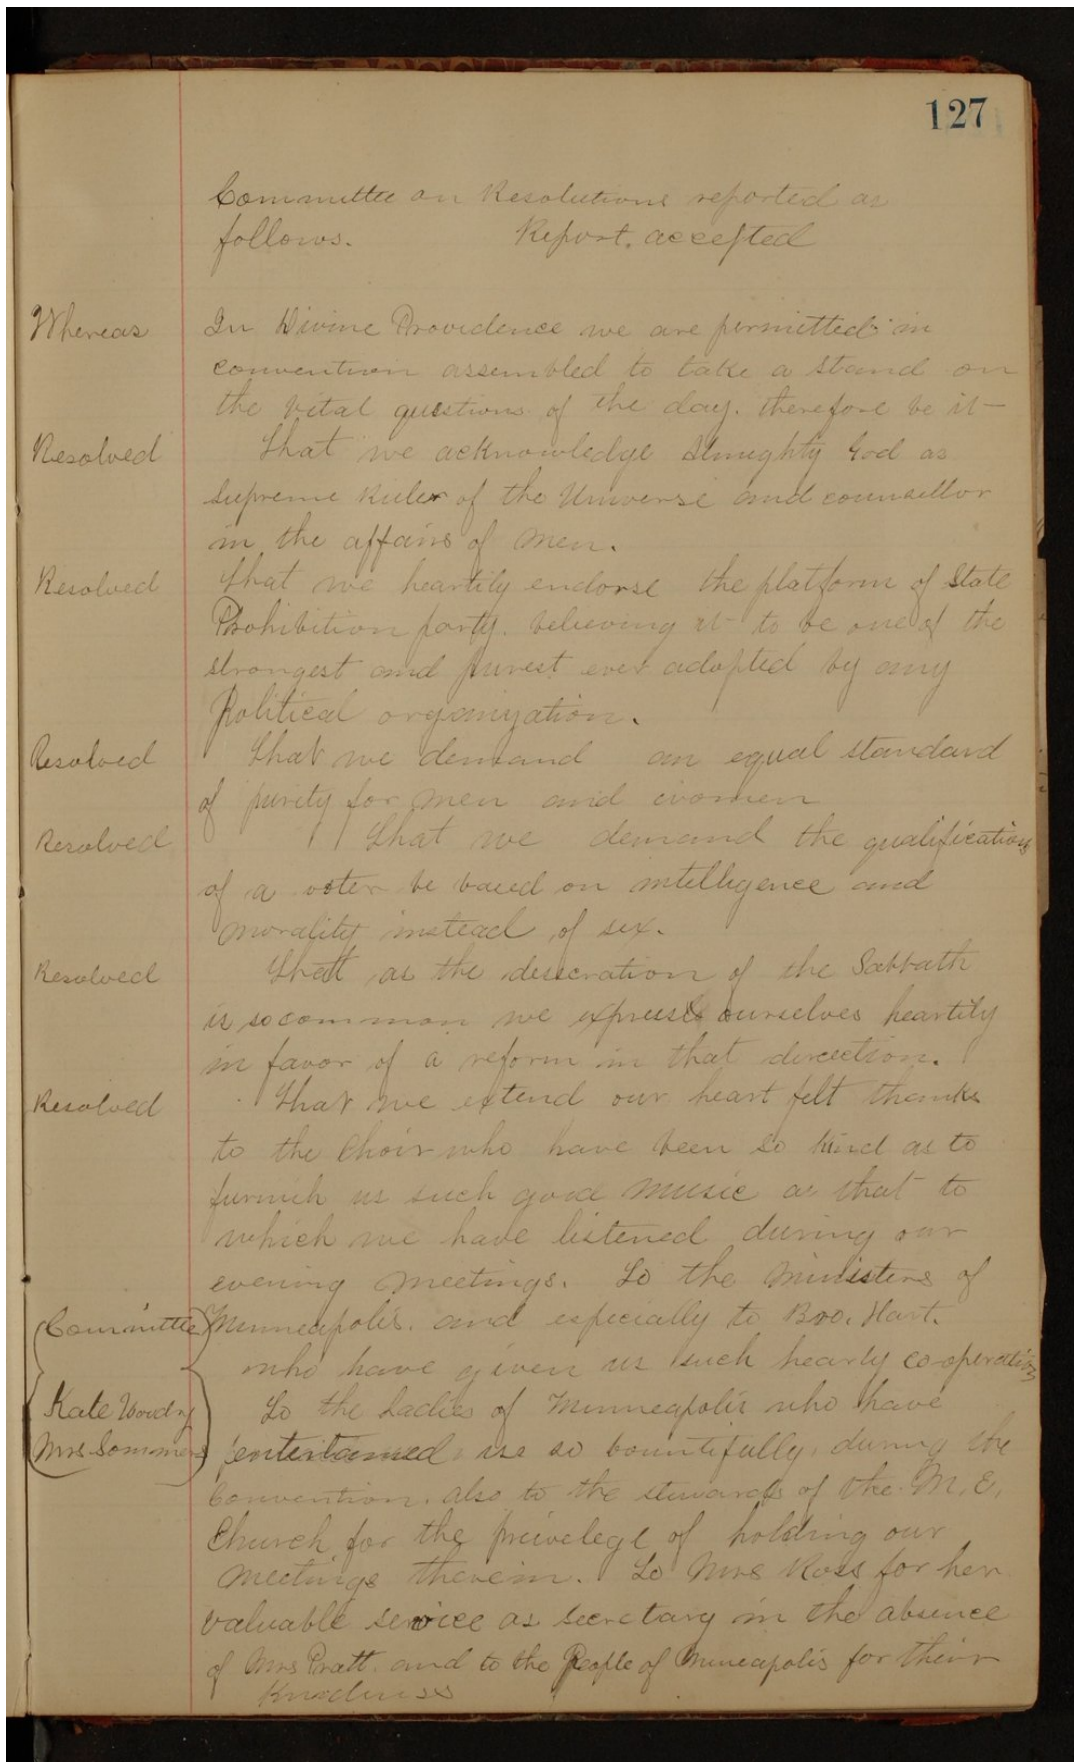 127
Committee on Resolutions reported as
follows. Report. accepted
Whereas In Divine Providence we are permitted in
convention assembled to take a stand on
the vital questions of the day. therefore be it—
Resolved That we acknowledge Almighty God as
Supreme Ruler of the Universe and councillor
in the affairs of men.
Resolved That we heartily endorse the platform of State
Prohibition party. believing it to be one of the
strongest and purest ever adopted by any
Political organization.
Resolved That we demand an equal standard
of purity for men and women
Resolved That we demand the qualifications
of a voter be based on intelligence and
morality instead of sex.
Resolved That as the desecration of the Sabbath
is so common we express ourselves heartily
in favor of a reform in that direction.
Resolved That we extend our heart felt thanks
to the Choir who have been so kind as to
furnish us such good music as that to
which we have listened during our
evening meetings. To the Ministers of
Committee Minneapolis. and especially to Bro. Hart.
who have given us such hearty co-operation
Kate To the Ladies of Minneapolis who have
Mrs. Sommers entertained us so bountifully during the
Convention. also to the stewards of the M. E.
Church for the privelege of holding our
meetings therein. To Mrs Ross for her
valuable service as secretary in the absence
of Mrs Pratt. and to the People of Minneapolis for their
Kindness